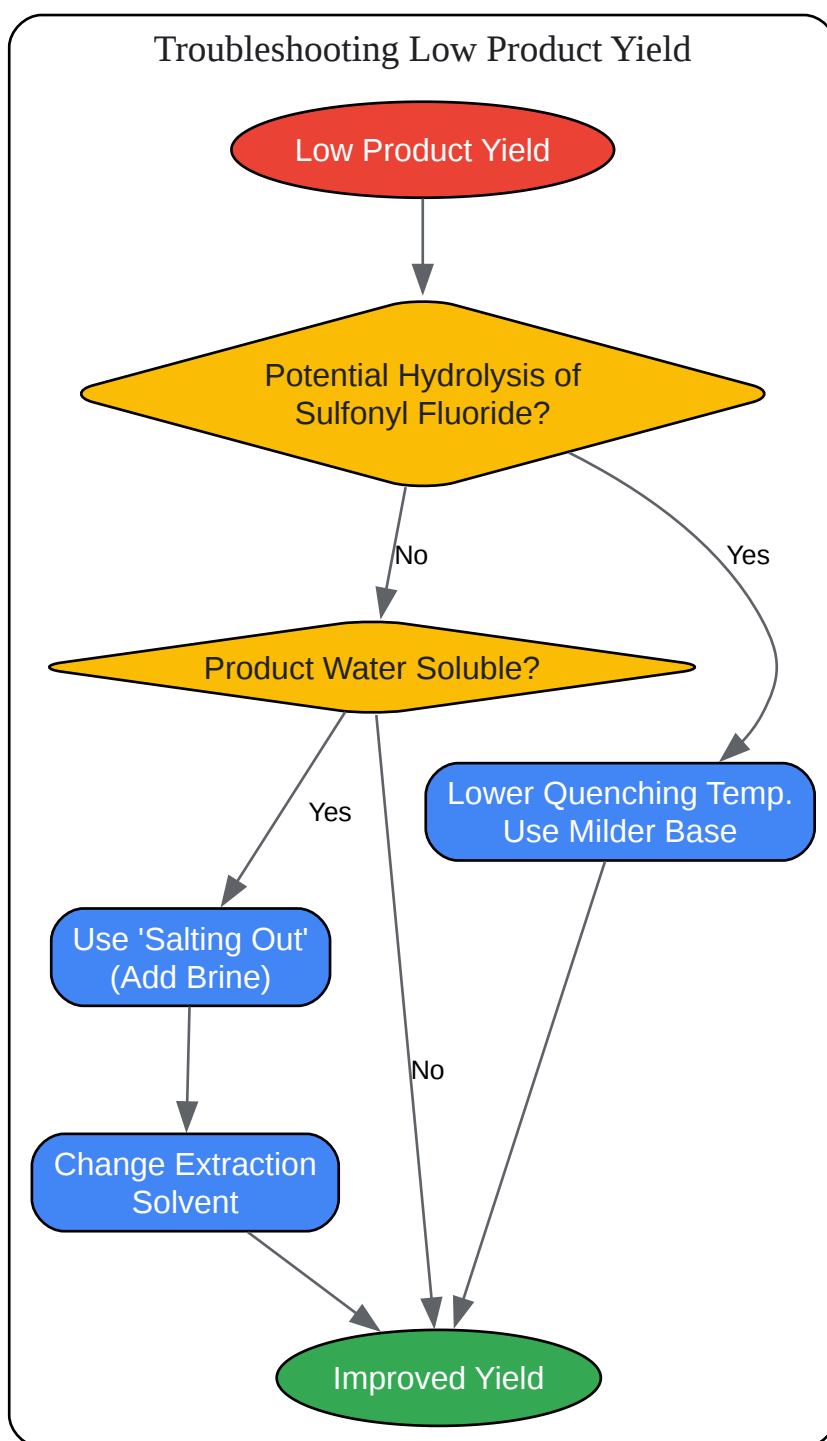 Troubleshooting Low Product Yield
Low Product Yield
Potential Hydrolysis of
Sulfonyl Fluoride?
No
Yes
Product Water Soluble?
Lower Quenching Temp.
Use Milder Base
Yes
Use 'Salting Out'
(Add Brine)
No
Change Extraction
Solvent
Improved Yield